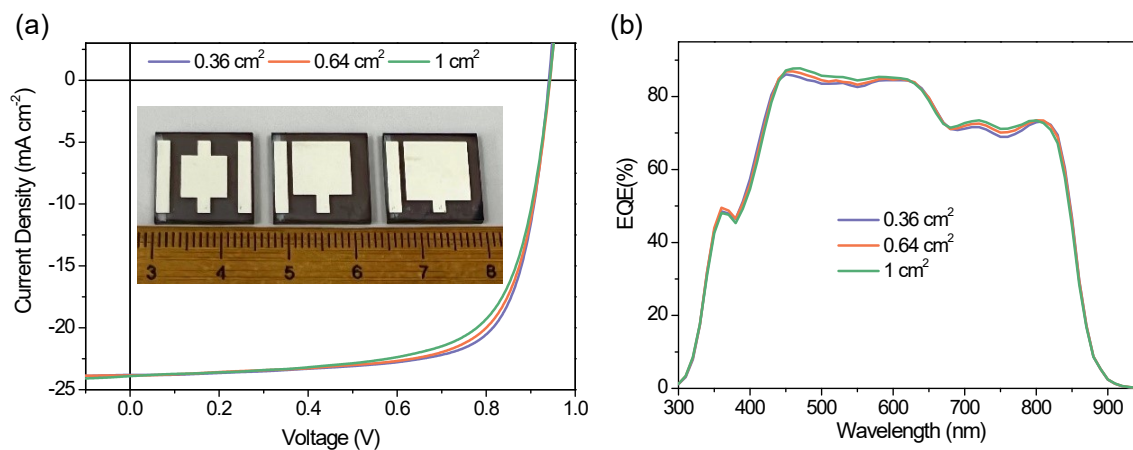 (a)
0.36 cm² 0.64 cm² 1 cm²
0
-5
-10
-15
-20
-25
Current Density (mA cm⁻²)
3 4 5 6 7 8
0.0 0.2 0.4 0.6 0.8 1.0
Voltage (V)
(b)
80
60
40
20
0
EQE(%)
0.36 cm²
0.64 cm²
1 cm²
300 400 500 600 700 800 900
Wavelength (nm)